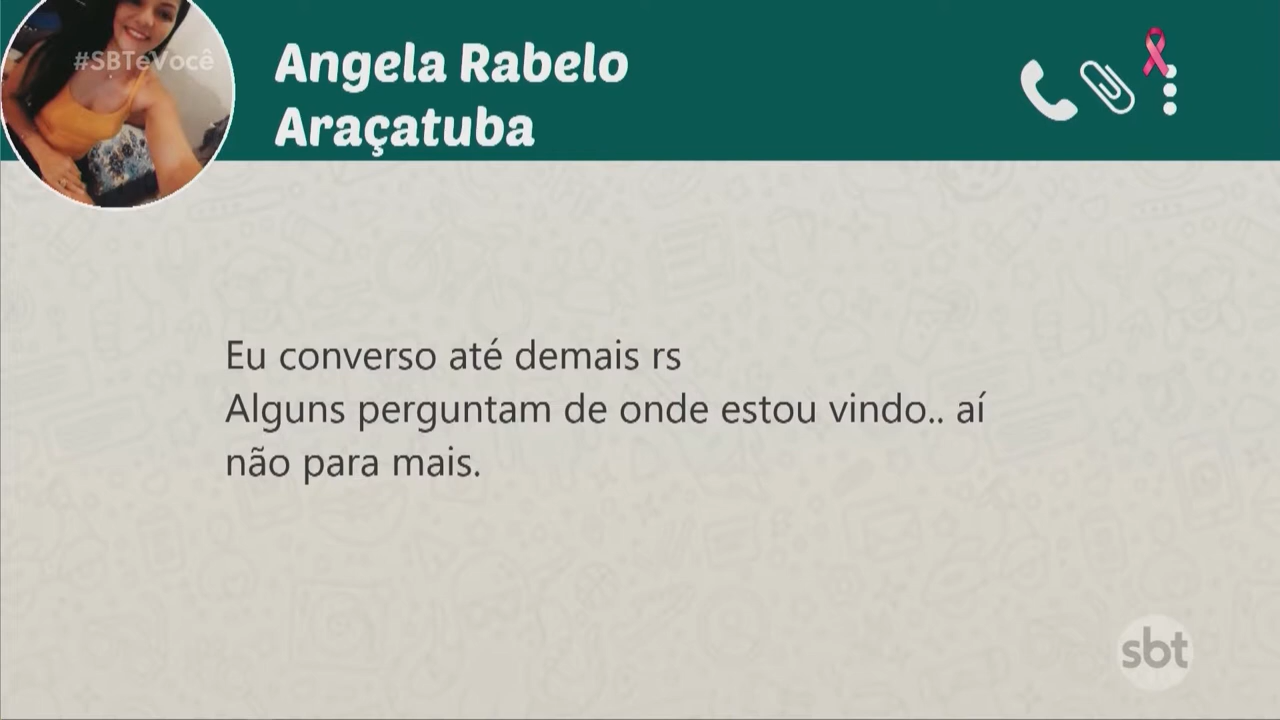 #SBTeVocê
Angela Rabelo
Araçatuba
Eu converso até demais rs
Alguns perguntam de onde estou vindo.. aí
não para mais.
sbt